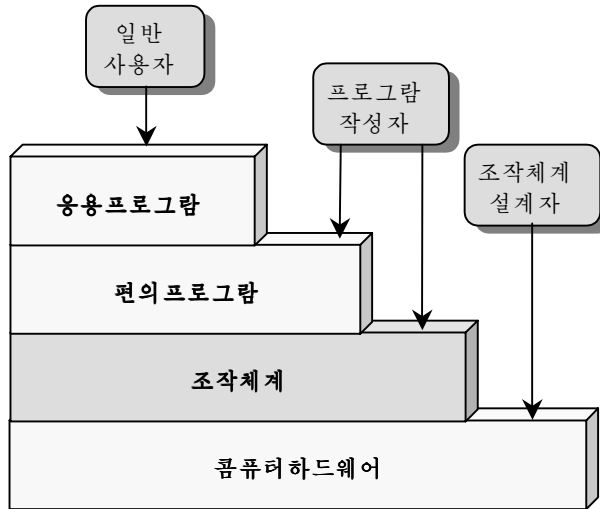 일반
사용자
프로그람
작성자
조작체계
설계자
응용프로그람
편의프로그람
조작체계
콤퓨터하드웨어